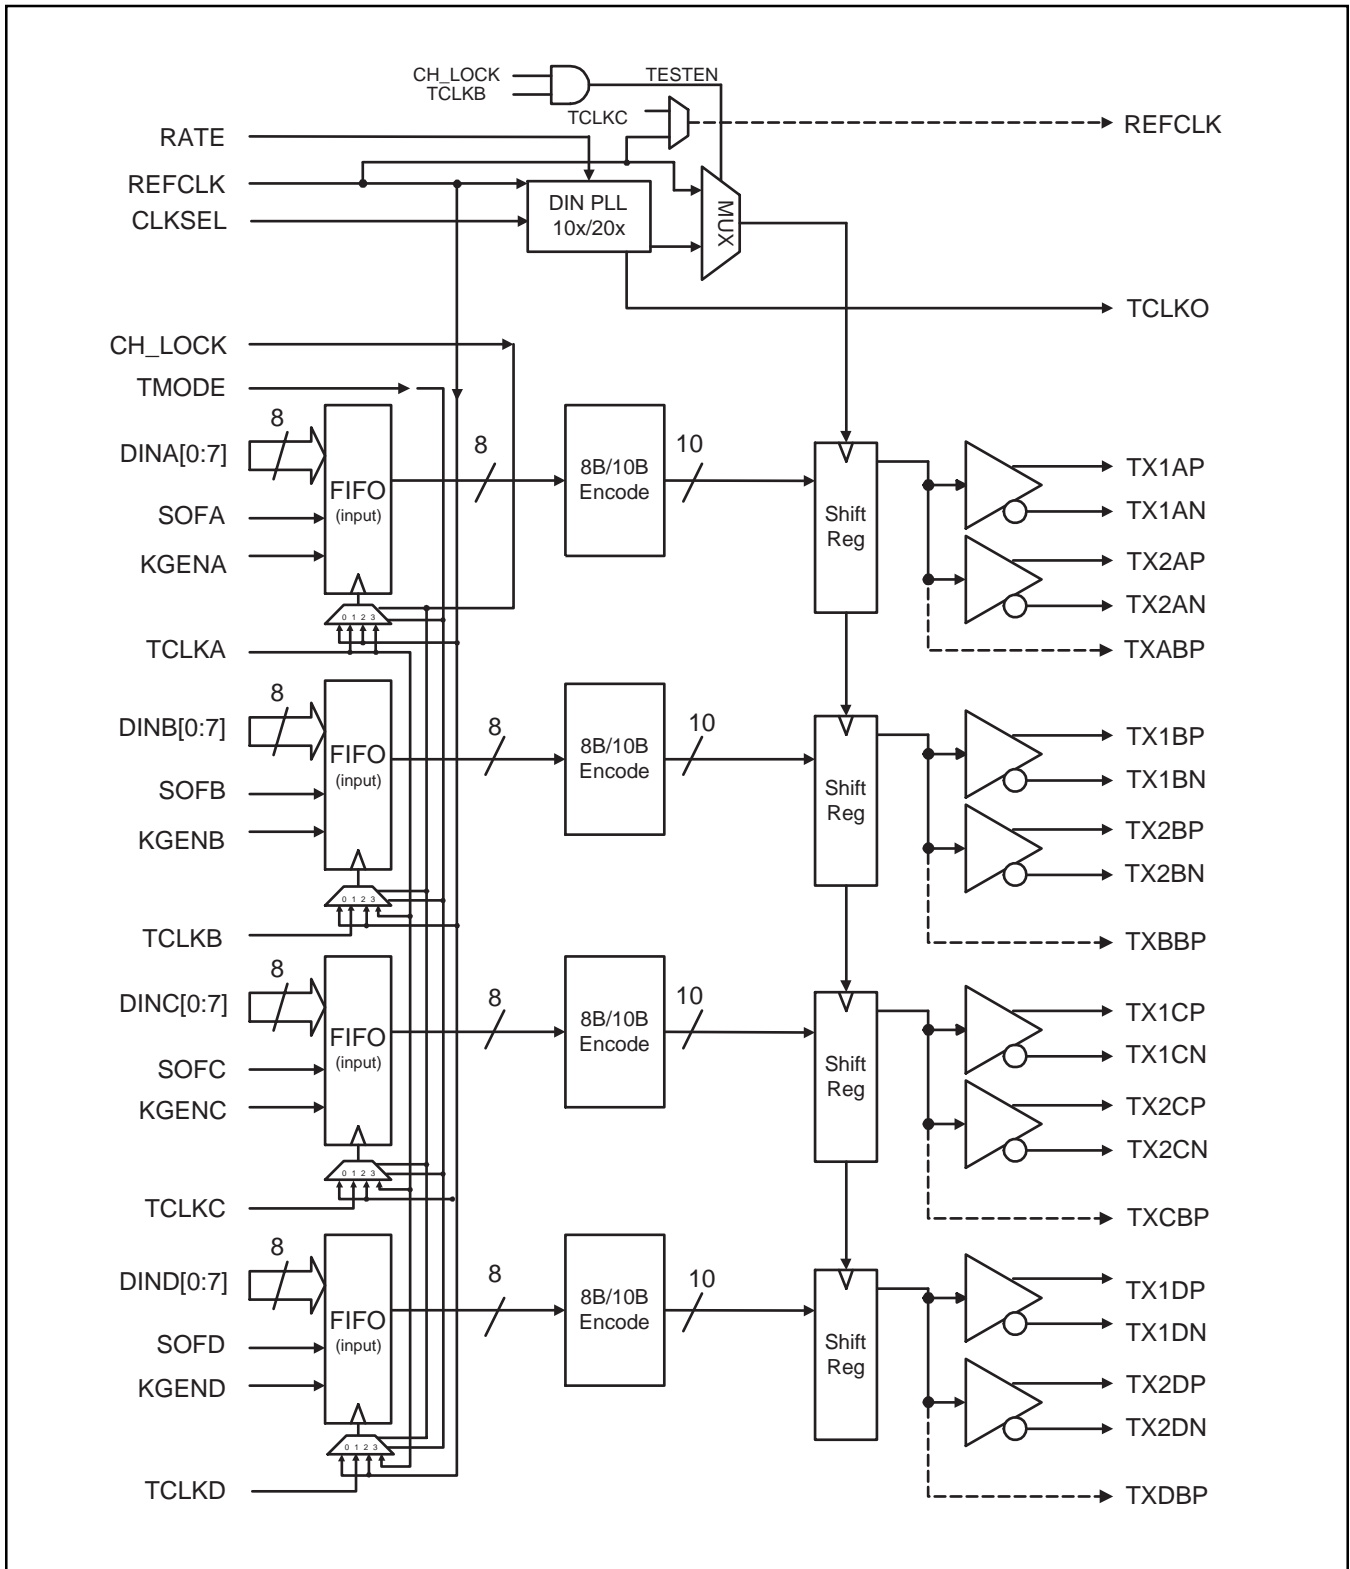 CH_LOCK
TCLKB
TESTEN
TCLKC
REFCLK
RATE
REFCLK
CLKSEL
DIN PLL
10x/20x
MUX
TCLKO
CH_LOCK
TMODE
DINA[0:7]
8
SOFA
KGENA
FIFO
(input)
0 1 2 3
TCLKA
8
8B/10B
Encode
10
Shift
Reg
TX1AP
TX1AN
TX2AP
TX2AN
TXABP
DINB[0:7]
8
SOFB
KGENB
FIFO
(input)
0 1 2 3
TCLKB
8
8B/10B
Encode
10
Shift
Reg
TX1BP
TX1BN
TX2BP
TX2BN
TXBBP
DINC[0:7]
8
SOFC
KGENC
FIFO
(input)
0 1 2 3
TCLKC
8
8B/10B
Encode
10
Shift
Reg
TX1CP
TX1CN
TX2CP
TX2CN
TXCBP
DIND[0:7]
8
SOFD
KGEND
FIFO
(input)
0 1 2 3
TCLKD
8
8B/10B
Encode
10
Shift
Reg
TX1DP
TX1DN
TX2DP
TX2DN
TXDBP